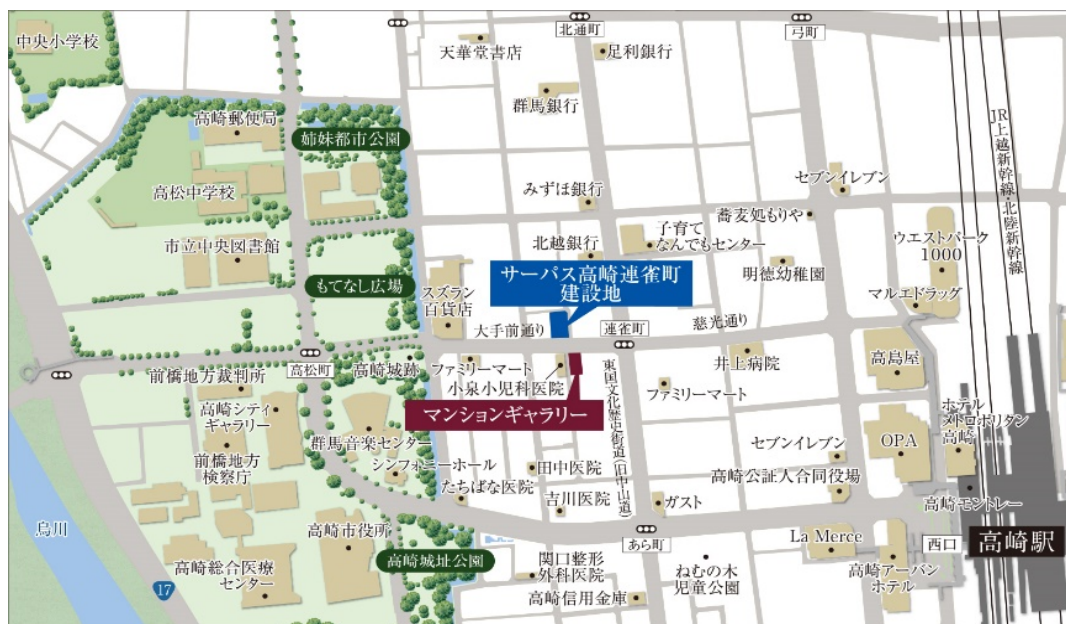 中央小学校
天華堂書店
北通町
足利銀行
弓町
群馬銀行
高崎郵便局
姉妹都市公園
高松中学校
みずほ銀行
セブンイレブン
蕎麦処もりや
子育て
なんでもセンター
北越銀行
市立中央図書館
ウエストパーク
1000
明徳幼稚園
サーパス高崎連雀町
建設地
もてなし広場
スズラン
百貨店
マルエドラッグ
大手前通り
連雀町
慈光通り
JR上越新幹線・北陸新幹線
高松町
高崎城跡
ファミリーマート
小泉小児科医院
井上病院
高島屋
前橋地方裁判所
ファミリーマート
マンションギャラリー
東国文化歴史街道(旧中山道)
高崎シティ
ギャラリー
群馬音楽センター
ホテル
メトロポリタン
高崎
OPA
セブンイレブン
前橋地方
検察庁
シンフォニーホール
田中医院
高崎公証人合同役場
たちばな医院
吉川医院
ガスト
高崎モントレー
烏川
高崎市役所
あら町
La Merce
西口
高崎駅
高崎城址公園
関口整形
外科医院
ねむの木
児童公園
高崎総合医療
センター
高崎アーバン
ホテル
17
高崎信用金庫